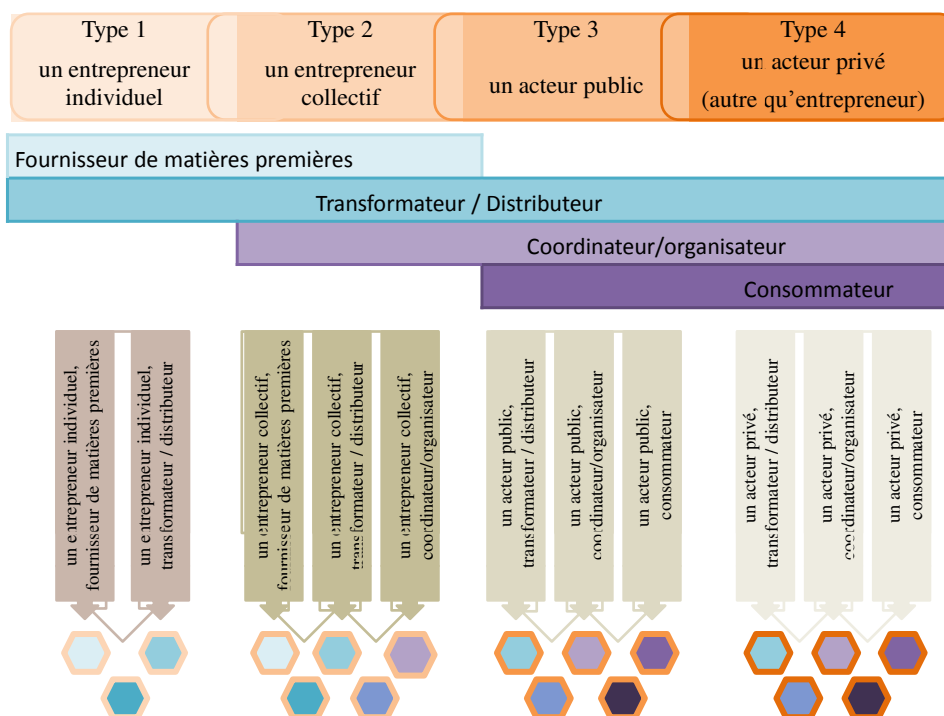 Type 1
un entrepreneur
individuel
Type 2
un entrepreneur
collectif
Type 3
un acteur public
Type 4
un acteur privé
(autre qu’entrepreneur)
Fournisseur de matières premières
Transformateur / Distributeur
Coordinateur/organisateur
Consommateur
un entrepreneur individuel,
fournisseur de matières premières
un entrepreneur individuel,
transformateur / distributeur
un entrepreneur collectif,
fournisseur de matières premières
un entrepreneur collectif,
transformateur / distributeur
un entrepreneur collectif,
coordinateur/organisateur
un acteur public,
transformateur / distributeur
un acteur public,
coordinateur/organisateur
un acteur public,
consommateur
un acteur privé,
transformateur / distributeur
un acteur privé,
coordinateur/organisateur
un acteur privé,
consommateur